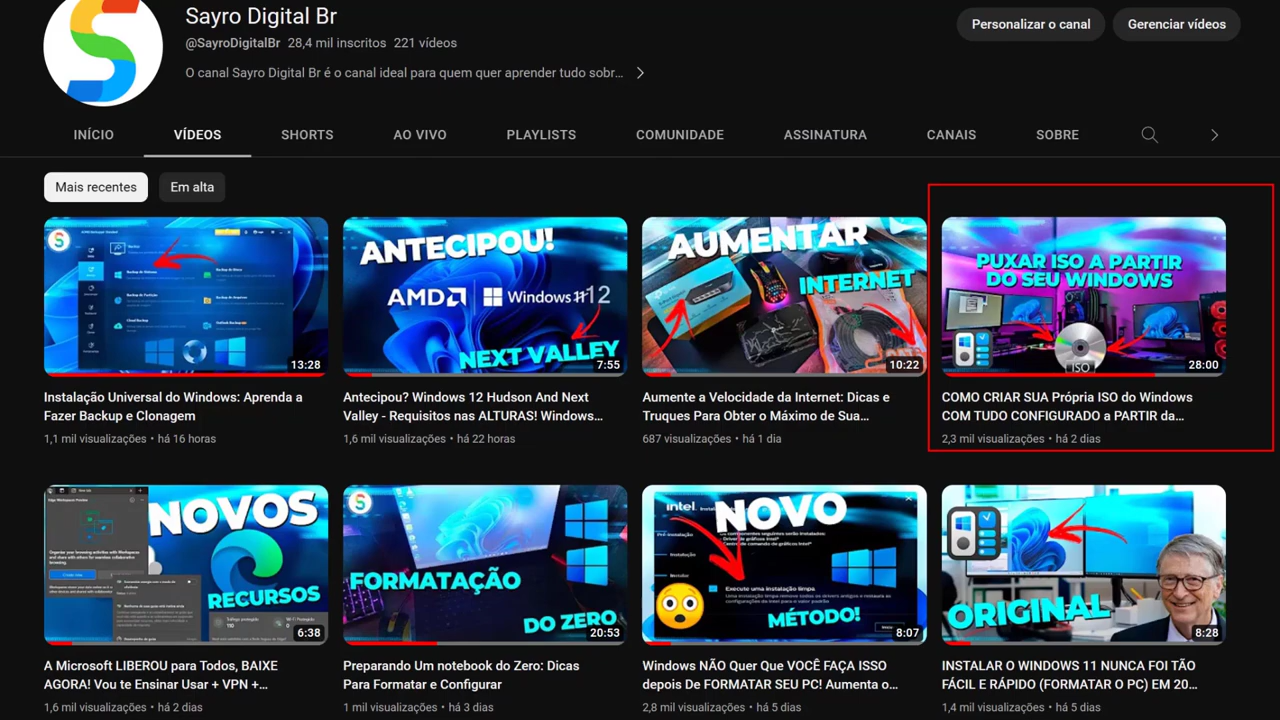 Sayro Digital Br
@SayroDigitalBr 28,4 mil inscritos 221 vídeos
Personalizar o canal
Gerenciar vídeos
O canal Sayro Digital Br é o canal ideal para quem quer aprender tudo sobr...
INÍCIO
VÍDEOS
SHORTS
AO VIVO
PLAYLISTS
COMUNIDADE
ASSINATURA
CANAIS
SOBRE
Mais recentes
Em alta
13:28
ANTECIPOU!
AMD
Windows 11 12
NEXT VALLEY
7:55
AUMENTAR
INTERNET
10:22
PUXAR ISO A PARTIR
DO SEU WINDOWS
ISO
28:00
Instalação Universal do Windows: Aprenda a
Fazer Backup e Clonagem
1,1 mil visualizações • há 16 horas
Antecipou? Windows 12 Hudson And Next
Valley - Requisitos nas ALTURAS! Windows...
1,6 mil visualizações • há 22 horas
Aumente a Velocidade da Internet: Dicas e
Truques Para Obter o Máximo de Sua...
687 visualizações • há 1 dia
COMO CRIAR SUA Própria ISO do Windows
COM TUDO CONFIGURADO a PARTIR da...
2,3 mil visualizações • há 2 dias
NOVOS
RECURSOS
6:38
FORMATAÇÃO
DO ZERO
20:53
intel.
NOVO
Instalação
Instalar
Execute uma instalação limpa
MÉTODO!
8:07
ORIGINAL
8:28
A Microsoft LIBEROU para Todos, BAIXE
AGORA! Vou te Ensinar Usar + VPN +...
1,6 mil visualizações • há 2 dias
Preparando Um notebook do Zero: Dicas
Para Formatar e Configurar
1 mil visualizações • há 3 dias
Windows NÃO Quer Que VOCÊ FAÇA ISSO
depois De FORMATAR SEU PC! Aumenta o...
2,8 mil visualizações • há 5 dias
INSTALAR O WINDOWS 11 NUNCA FOI TÃO
FÁCIL E RÁPIDO (FORMATAR O PC) EM 20...
1,4 mil visualizações • há 5 dias